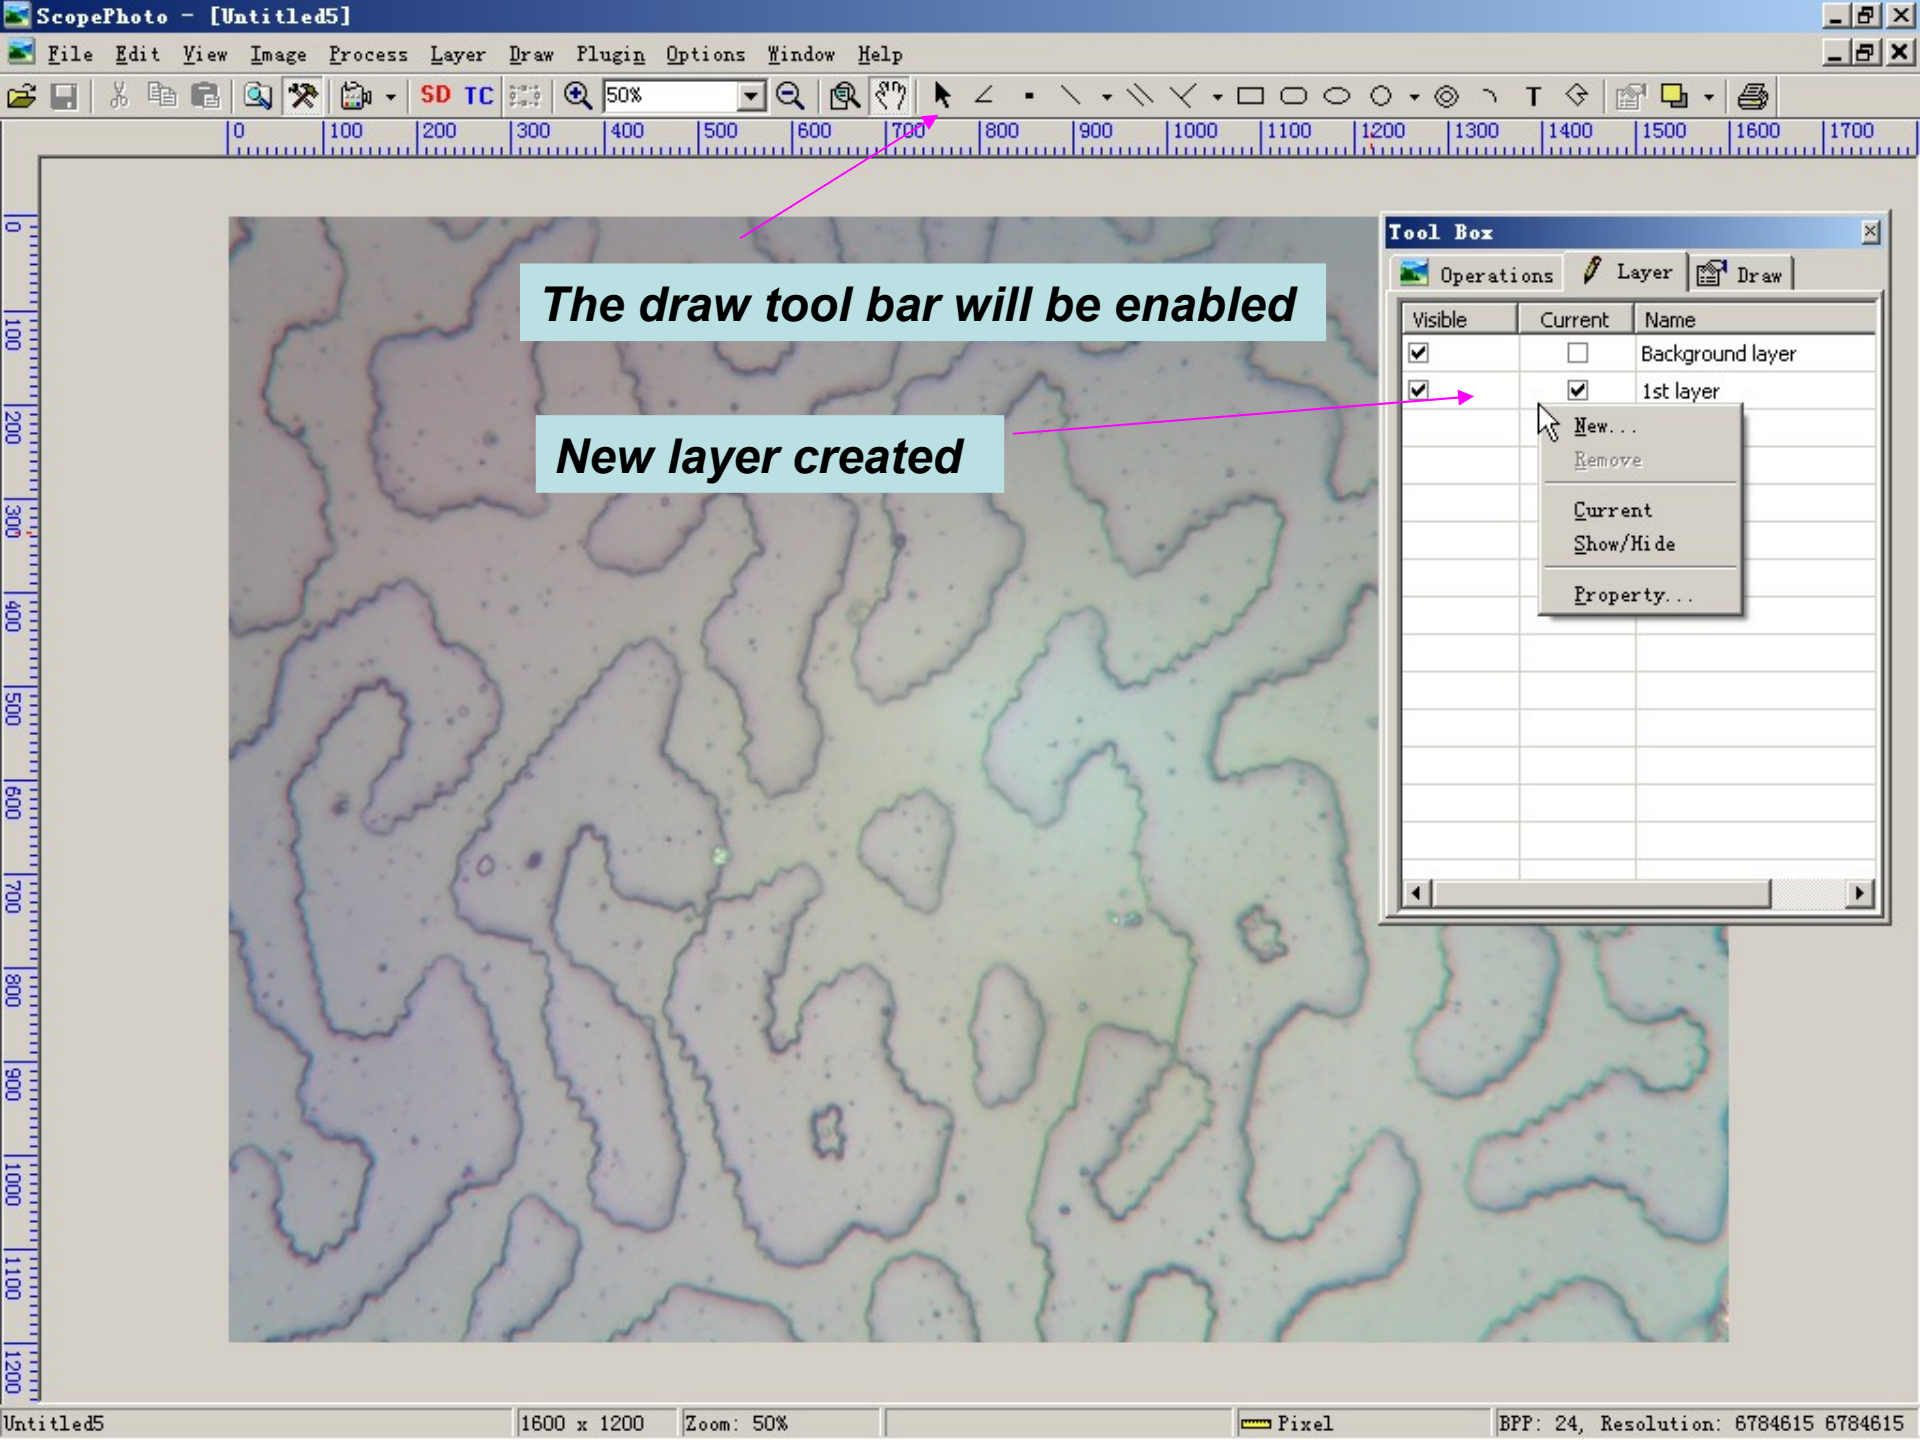 ScopePhoto - [Untitled5]
File Edit View Image Process Layer Draw Plugin Options Window Help
SD TC 50% T
0 100 200 300 400 500 600 700 800 900 1000 1100 1200 1300 1400 1500 1600 1700
0
100
200
300
400
500
600
700
800
900
1000
1100
1200
The draw tool bar will be enabled
New layer created
Tool Box
Operations Layer Draw
Visible Current Name
Background layer
1st layer
New...
Remove
Current
Show/Hide
Property...
Untitled5 1600 x 1200 Zoom: 50% Pixel BPP: 24, Resolution: 6784615 6784615